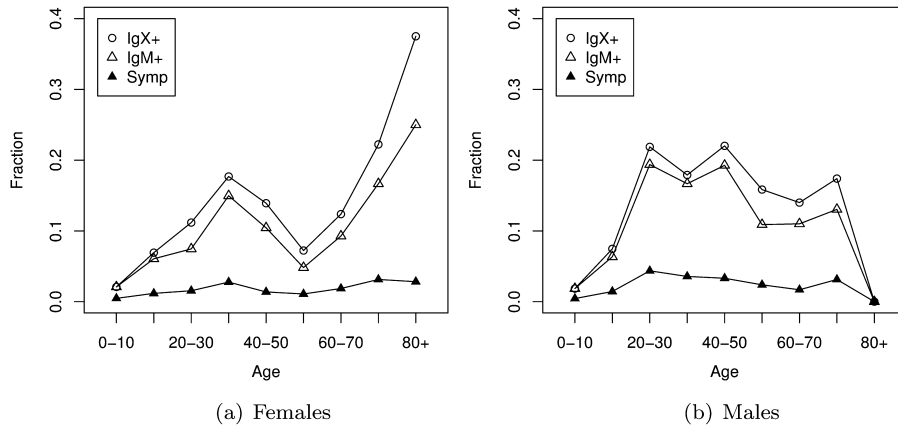 0.4
0.3
0.2
0.1
0.0
Fraction
IgX+
IgM+
Symp
0−10
20−30
40−50
60−70
80+
Age
(a) Females
0.4
0.3
0.2
0.1
0.0
Fraction
IgX+
IgM+
Symp
0−10
20−30
40−50
60−70
80+
Age
(b) Males